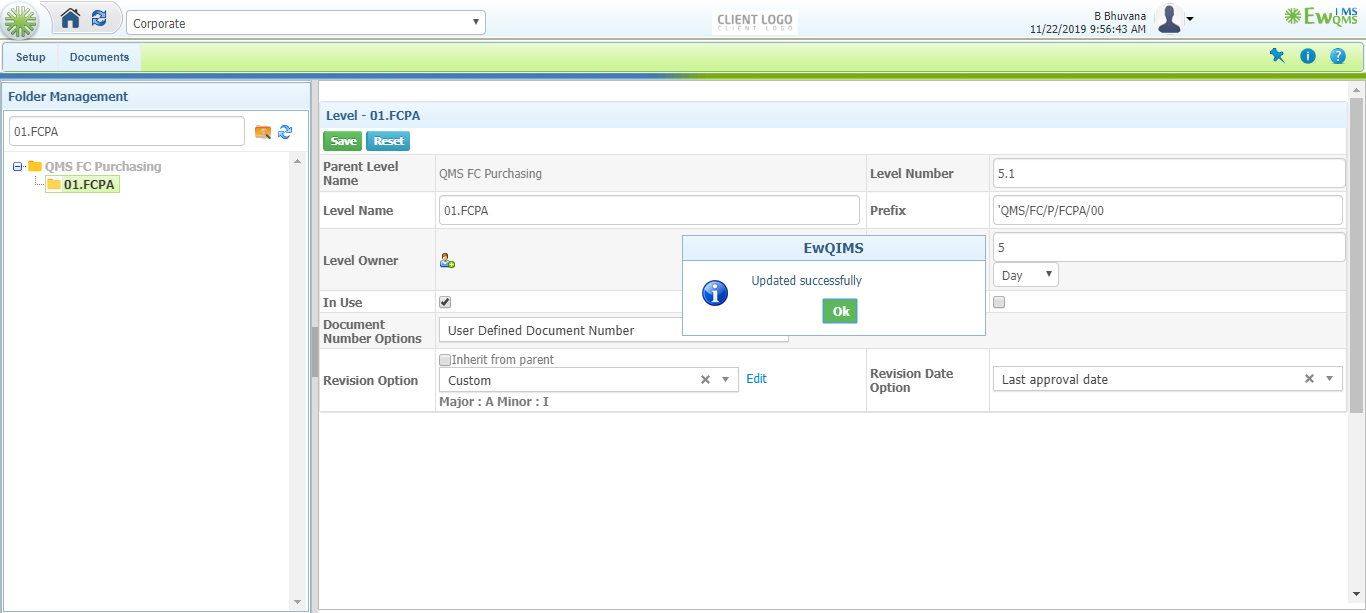 Corporate
CLIENT LOGO
CLIENT LOGO
B Bhuvana
11/22/2019 9:56:43 AM
EwQIMS
QMS
Setup
Documents
Folder Management
01.FCPA
QMS FC Purchasing
01.FCPA
Level - 01.FCPA
Save
Reset
Parent Level
Name
QMS FC Purchasing
Level Number
5.1
Level Name
01.FCPA
Prefix
'QMS/FC/P/FCPA/00
Level Owner
5
Day
In Use
EwQIMS
Updated successfully
Ok
Document
Number Options
User Defined Document Number
Revision Option
Inherit from parent
Custom
Edit
Major : A Minor : I
Revision Date
Option
Last approval date